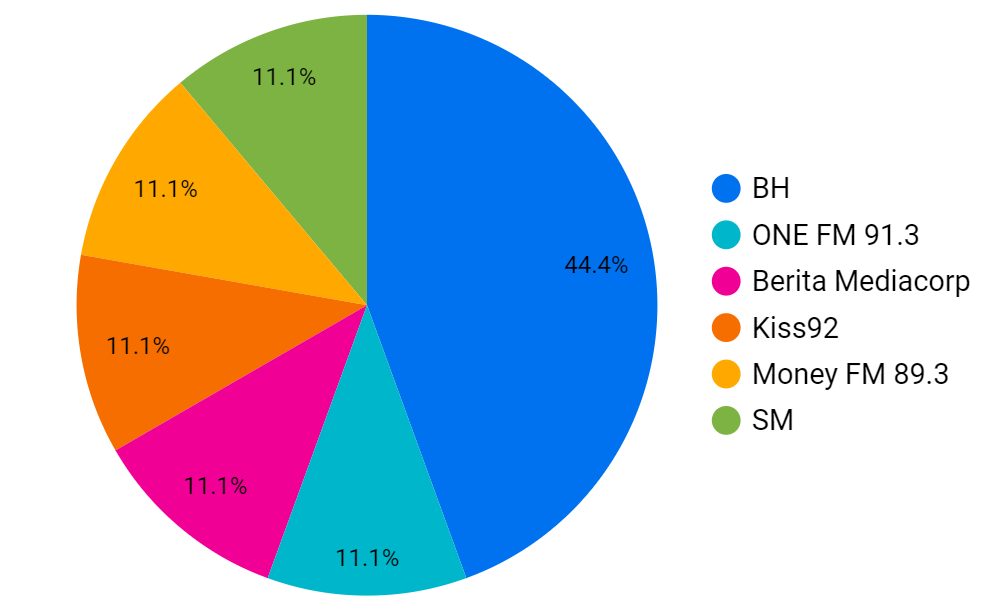 11.1%
11.1%
44.4%
11.1%
11.1%
11.1%
BH
ONE FM 91.3
Berita Mediacorp
Kiss92
Money FM 89.3
SM